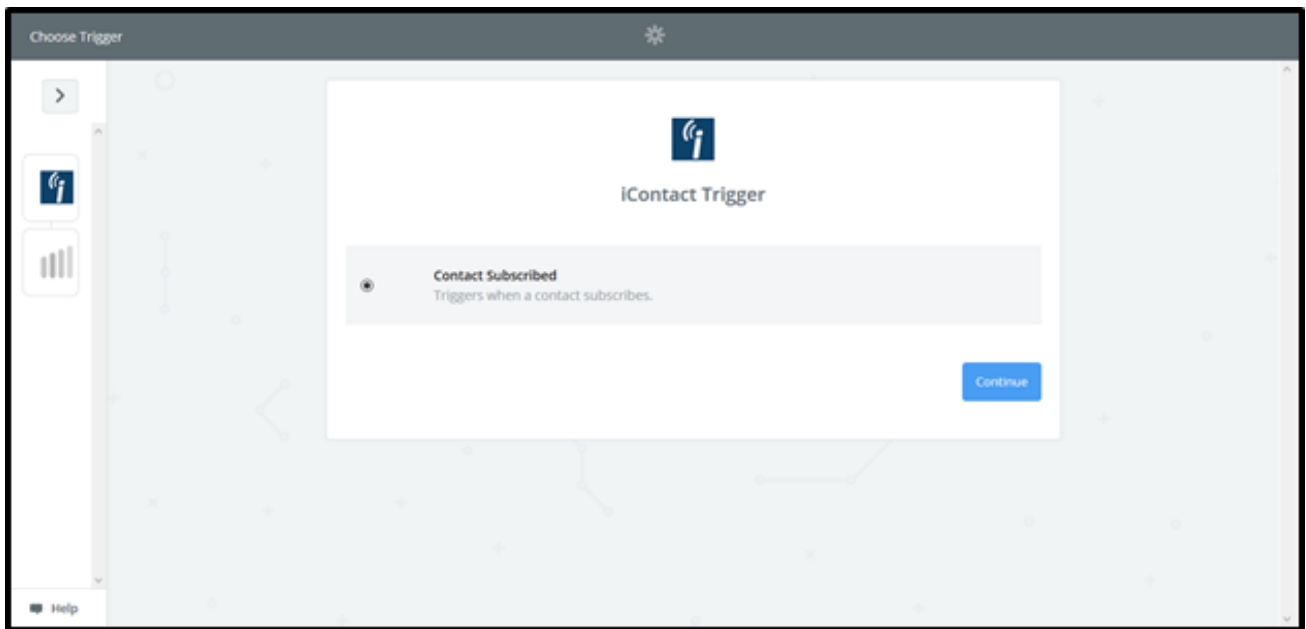 Choose Trigger
iContact Trigger
Contact Subscribed
Triggers when a contact subscribes.
Continue
Help